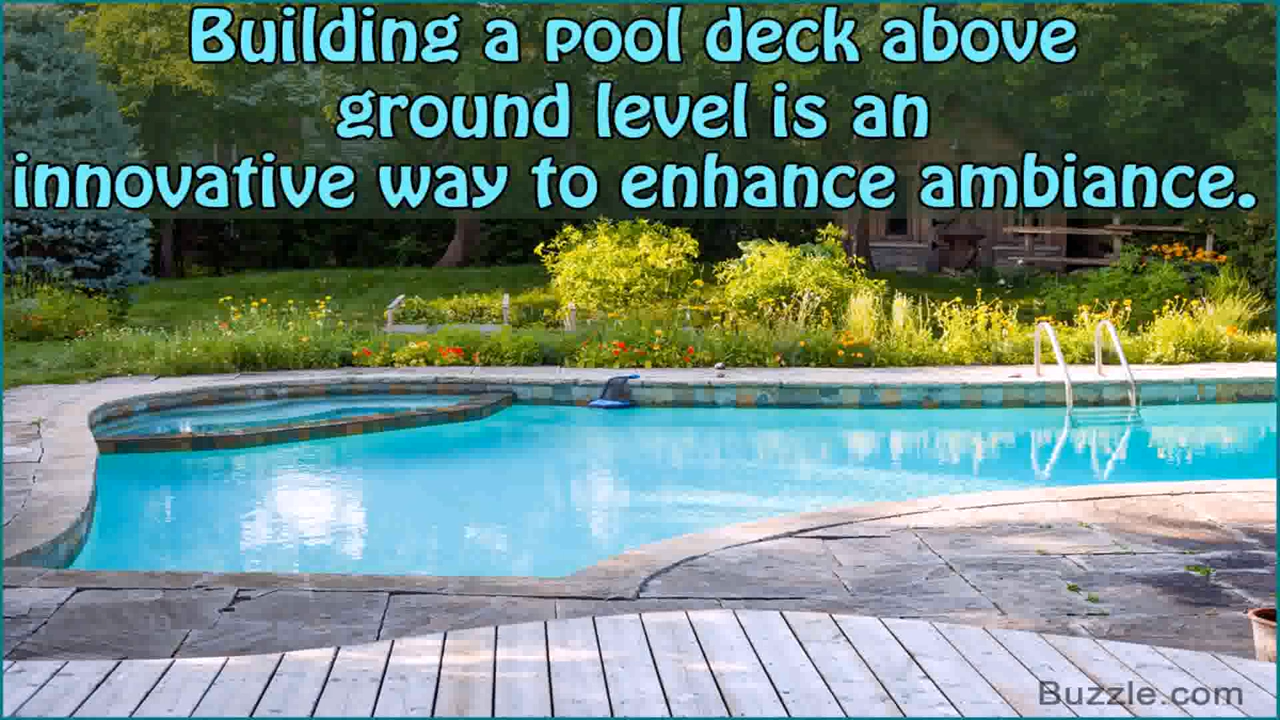 Building a pool deck above
ground level is an
innovative way to enhance ambiance.
Buzzle.com